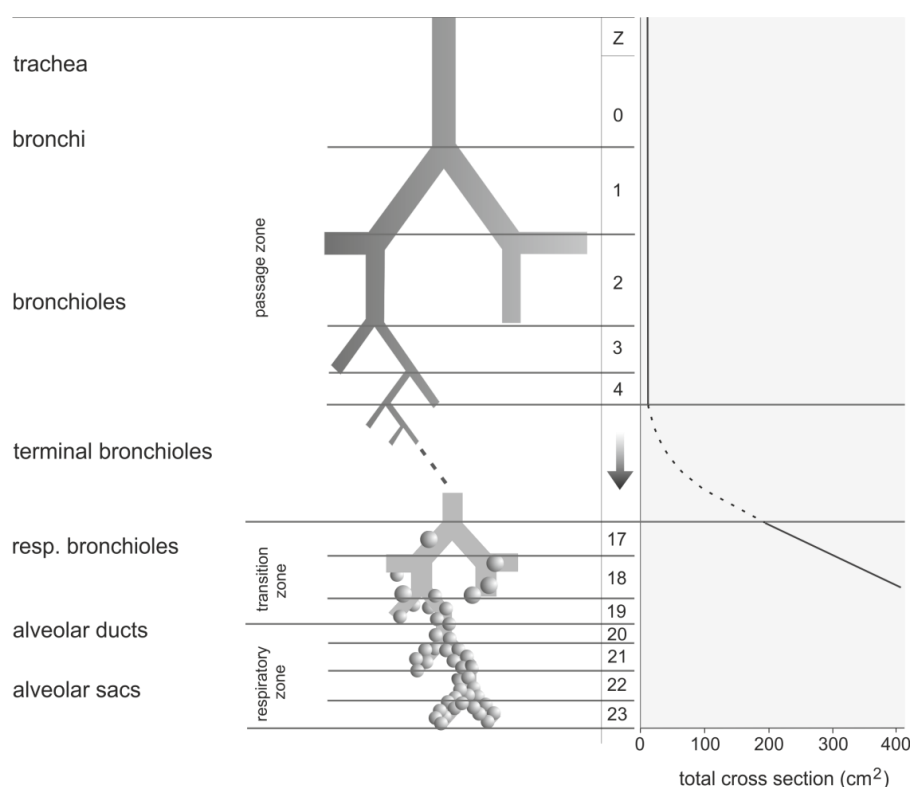 Z
trachea
0
bronchi
1
passage zone
2
bronchioles
3
4
terminal bronchioles
17
resp. bronchioles
transition
zone
18
19
alveolar ducts
20
21
respiratory
zone
22
alveolar sacs
23
0 100 200 300 400
total cross section (cm²)